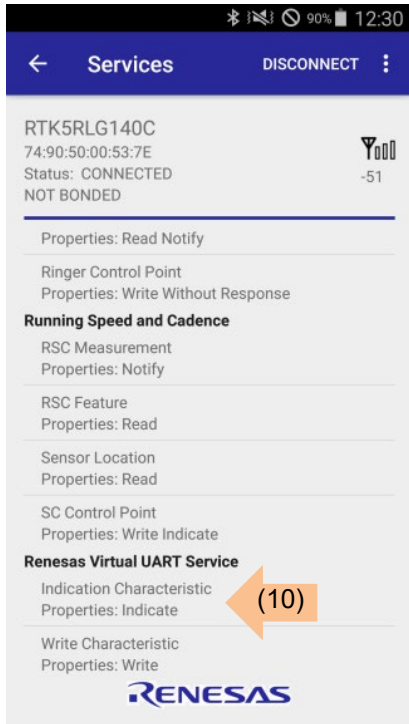 90% 12:30
← Services DISCONNECT
RTK5RLG140C
74:90:50:00:53:7E
Status: CONNECTED
-51
NOT BONDED
Properties: Read Notify
Ringer Control Point
Properties: Write Without Response
Running Speed and Cadence
RSC Measurement
Properties: Notify
RSC Feature
Properties: Read
Sensor Location
Properties: Read
SC Control Point
Properties: Write Indicate
Renesas Virtual UART Service
Indication Characteristic
Properties: Indicate
(10)
Write Characteristic
Properties: Write
RENESAS